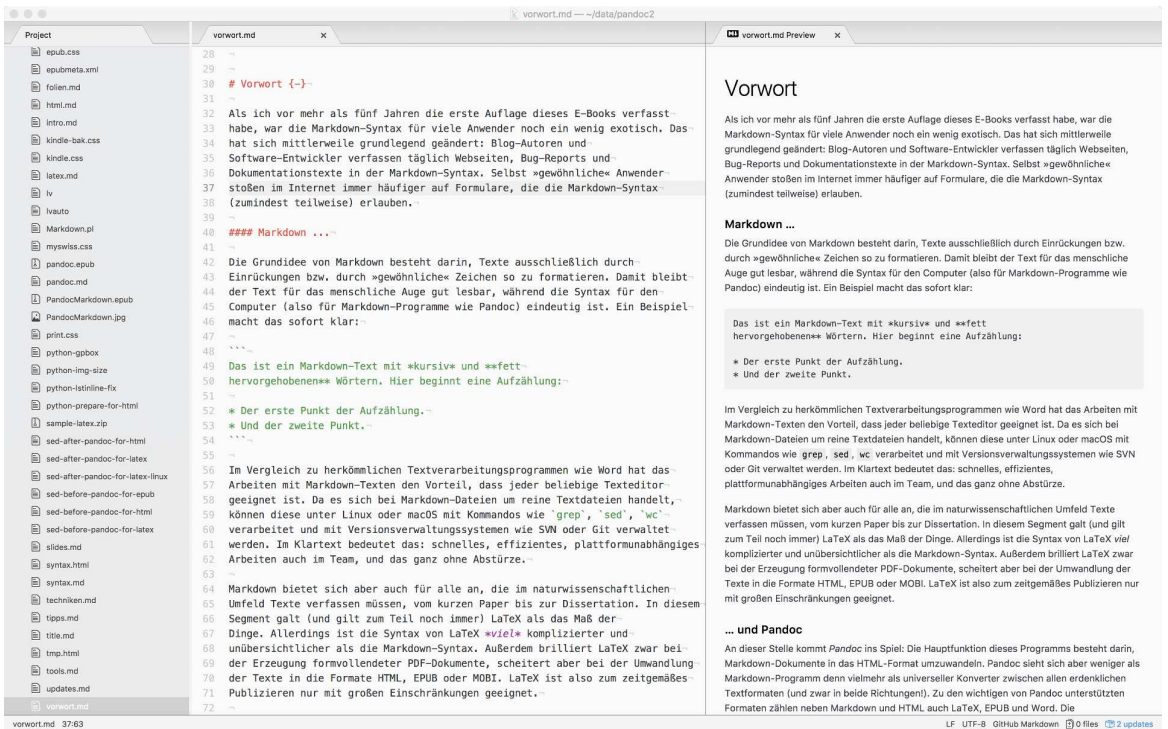 vorwort.md — ~/data/pandoc2
Project
epub.css
epubmeta.xml
folien.md
html.md
intro.md
kindle-bak.css
kindle.css
latex.md
lv
lvauto
Markdown.pl
myswiss.css
pandoc.epub
pandoc.md
PandocMarkdown.epub
PandocMarkdown.jpg
print.css
python-gpbox
python-img-size
python-lstinline-fix
python-prepare-for-html
sample-latex.zip
sed-after-pandoc-for-html
sed-after-pandoc-for-latex
sed-after-pandoc-for-latex-linux
sed-before-pandoc-for-epub
sed-before-pandoc-for-html
sed-before-pandoc-for-latex
slides.md
syntax.html
syntax.md
techniken.md
tipps.md
title.md
tmp.html
tools.md
updates.md
vorwort.md
vorwort.md x
28 ¬
29 ¬
30 # Vorwort {-}¬
31 ¬
32 Als ich vor mehr als fünf Jahren die erste Auflage dieses E-Books verfasst¬
33 habe, war die Markdown-Syntax für viele Anwender noch ein wenig exotisch. Das¬
34 hat sich mittlerweile grundlegend geändert: Blog-Autoren und¬
35 Software-Entwickler verfassen täglich Webseiten, Bug-Reports und¬
36 Dokumentationstexte in der Markdown-Syntax. Selbst »gewöhnliche« Anwender¬
37 stoßen im Internet immer häufiger auf Formulare, die die Markdown-Syntax¬
38 (zumindest teilweise) erlauben.¬
39 ¬
40 #### Markdown ...¬
41 ¬
42 Die Grundidee von Markdown besteht darin, Texte ausschließlich durch¬
43 Einrückungen bzw. durch »gewöhnliche« Zeichen so zu formatieren. Damit bleibt¬
44 der Text für das menschliche Auge gut lesbar, während die Syntax für den¬
45 Computer (also für Markdown-Programme wie Pandoc) eindeutig ist. Ein Beispiel¬
46 macht das sofort klar:¬
47 ¬
48 ```¬
49 Das ist ein Markdown-Text mit *kursiv* und **fett¬
50 hervorgehobenen** Wörtern. Hier beginnt eine Aufzählung:¬
51 ¬
52 * Der erste Punkt der Aufzählung.¬
53 * Und der zweite Punkt.¬
54 ```¬
55 ¬
56 Im Vergleich zu herkömmlichen Textverarbeitungsprogrammen wie Word hat das¬
57 Arbeiten mit Markdown-Texten den Vorteil, dass jeder beliebige Texteditor¬
58 geeignet ist. Da es sich bei Markdown-Dateien um reine Textdateien handelt,¬
59 können diese unter Linux oder macOS mit Kommandos wie `grep`, `sed`, `wc`¬
60 verarbeitet und mit Versionsverwaltungssystemen wie SVN oder Git verwaltet¬
61 werden. Im Klartext bedeutet das: schnelles, effizientes, plattformunabhängiges¬
62 Arbeiten auch im Team, und das ganz ohne Abstürze.¬
63 ¬
64 Markdown bietet sich aber auch für alle an, die im naturwissenschaftlichen¬
65 Umfeld Texte verfassen müssen, vom kurzen Paper bis zur Dissertation. In diesem¬
66 Segment galt (und gilt zum Teil noch immer) LaTeX als das Maß der¬
67 Dinge. Allerdings ist die Syntax von LaTeX *viel* komplizierter und¬
68 unübersichtlicher als die Markdown-Syntax. Außerdem brilliert LaTeX zwar bei¬
69 der Erzeugung formvollendeter PDF-Dokumente, scheitert aber bei der Umwandlung¬
70 der Texte in die Formate HTML, EPUB oder MOBI. LaTeX ist also zum zeitgemäßes¬
71 Publizieren nur mit großen Einschränkungen geeignet.¬
72 ¬
vorwort.md Preview x
Vorwort
Als ich vor mehr als fünf Jahren die erste Auflage dieses E-Books verfasst habe, war die
Markdown-Syntax für viele Anwender noch ein wenig exotisch. Das hat sich mittlerweile
grundlegend geändert: Blog-Autoren und Software-Entwickler verfassen täglich Webseiten,
Bug-Reports und Dokumentationstexte in der Markdown-Syntax. Selbst »gewöhnliche«
Anwender stoßen im Internet immer häufiger auf Formulare, die die Markdown-Syntax
(zumindest teilweise) erlauben.
Markdown ...
Die Grundidee von Markdown besteht darin, Texte ausschließlich durch Einrückungen bzw.
durch »gewöhnliche« Zeichen so zu formatieren. Damit bleibt der Text für das menschliche
Auge gut lesbar, während die Syntax für den Computer (also für Markdown-Programme wie
Pandoc) eindeutig ist. Ein Beispiel macht das sofort klar:
Das ist ein Markdown-Text mit *kursiv* und **fett
hervorgehobenen** Wörtern. Hier beginnt eine Aufzählung:
* Der erste Punkt der Aufzählung.
* Und der zweite Punkt.
Im Vergleich zu herkömmlichen Textverarbeitungsprogrammen wie Word hat das Arbeiten mit
Markdown-Texten den Vorteil, dass jeder beliebige Texteditor geeignet ist. Da es sich bei
Markdown-Dateien um reine Textdateien handelt, können diese unter Linux oder macOS mit
Kommandos wie grep, sed, wc verarbeitet und mit Versionsverwaltungssystemen wie SVN
oder Git verwaltet werden. Im Klartext bedeutet das: schnelles, effizientes,
plattformunabhängiges Arbeiten auch im Team, und das ganz ohne Abstürze.
Markdown bietet sich aber auch für alle an, die im naturwissenschaftlichen Umfeld Texte
verfassen müssen, vom kurzen Paper bis zur Dissertation. In diesem Segment galt (und gilt
zum Teil noch immer) LaTeX als das Maß der Dinge. Allerdings ist die Syntax von LaTeX viel
komplizierter und unübersichtlicher als die Markdown-Syntax. Außerdem brilliert LaTeX zwar
bei der Erzeugung formvollendeter PDF-Dokumente, scheitert aber bei der Umwandlung der
Texte in die Formate HTML, EPUB oder MOBI. LaTeX ist also zum zeitgemäßes Publizieren nur
mit großen Einschränkungen geeignet.
... und Pandoc
An dieser Stelle kommt Pandoc ins Spiel: Die Hauptfunktion dieses Programms besteht darin,
Markdown-Dokumente in das HTML-Format umzuwandeln. Pandoc sieht sich aber weniger als
Markdown-Programm denn vielmehr als universeller Konverter zwischen allen erdenklichen
Textformaten (und zwar in beide Richtungen!). Zu den wichtigen von Pandoc unterstützten
Formaten zählen neben Markdown und HTML auch LaTeX, EPUB und Word. Die
vorwort.md 37:63
LF UTF-8 GitHub Markdown 0 files 2 updates